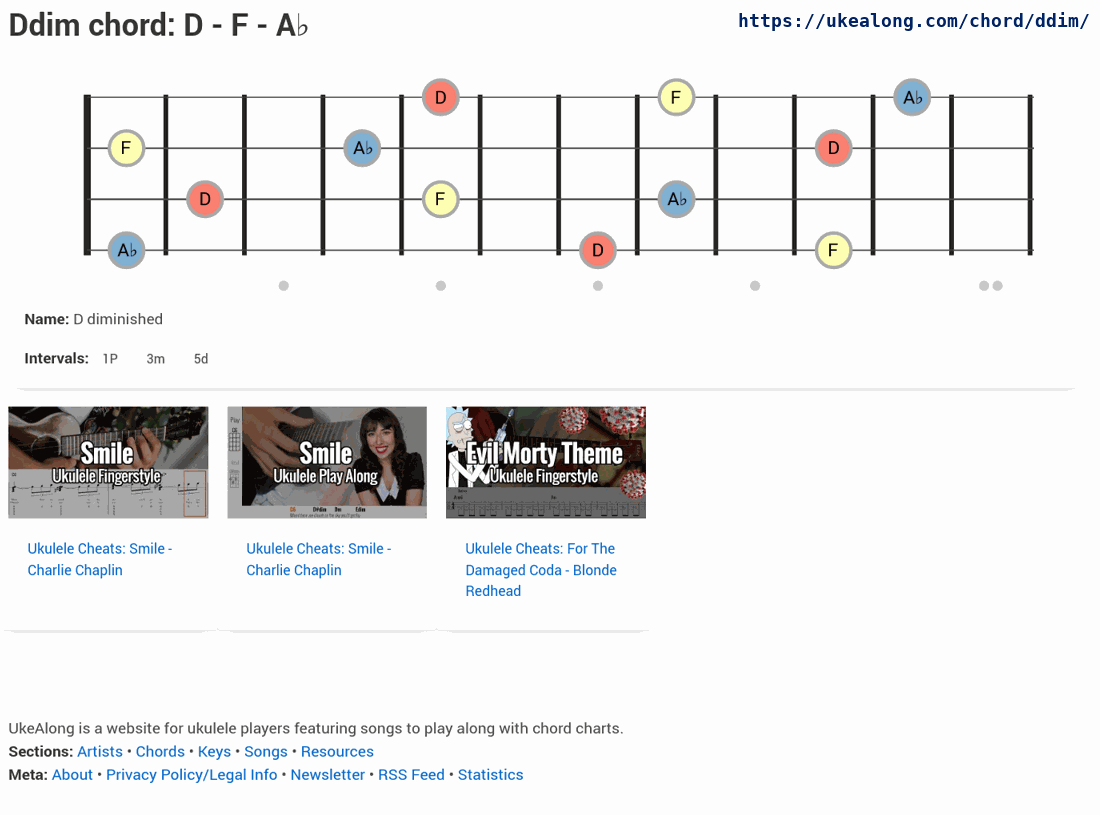 Ddim chord: D - F - A♭
https://ukealong.com/chord/ddim/
D F A♭
F A♭ D
D F A♭
A♭ D F
Name: D diminished
Intervals: 1P 3m 5d
Smile
Ukulele Fingerstyle
Smile
Ukulele Play Along
Evil Morty Theme
Ukulele Fingerstyle
Ukulele Cheats: Smile -
Charlie Chaplin
Ukulele Cheats: Smile -
Charlie Chaplin
Ukulele Cheats: For The
Damaged Coda - Blonde
Redhead
UkeAlong is a website for ukulele players featuring songs to play along with chord charts.
Sections: Artists • Chords • Keys • Songs • Resources
Meta: About • Privacy Policy/Legal Info • Newsletter • RSS Feed • Statistics